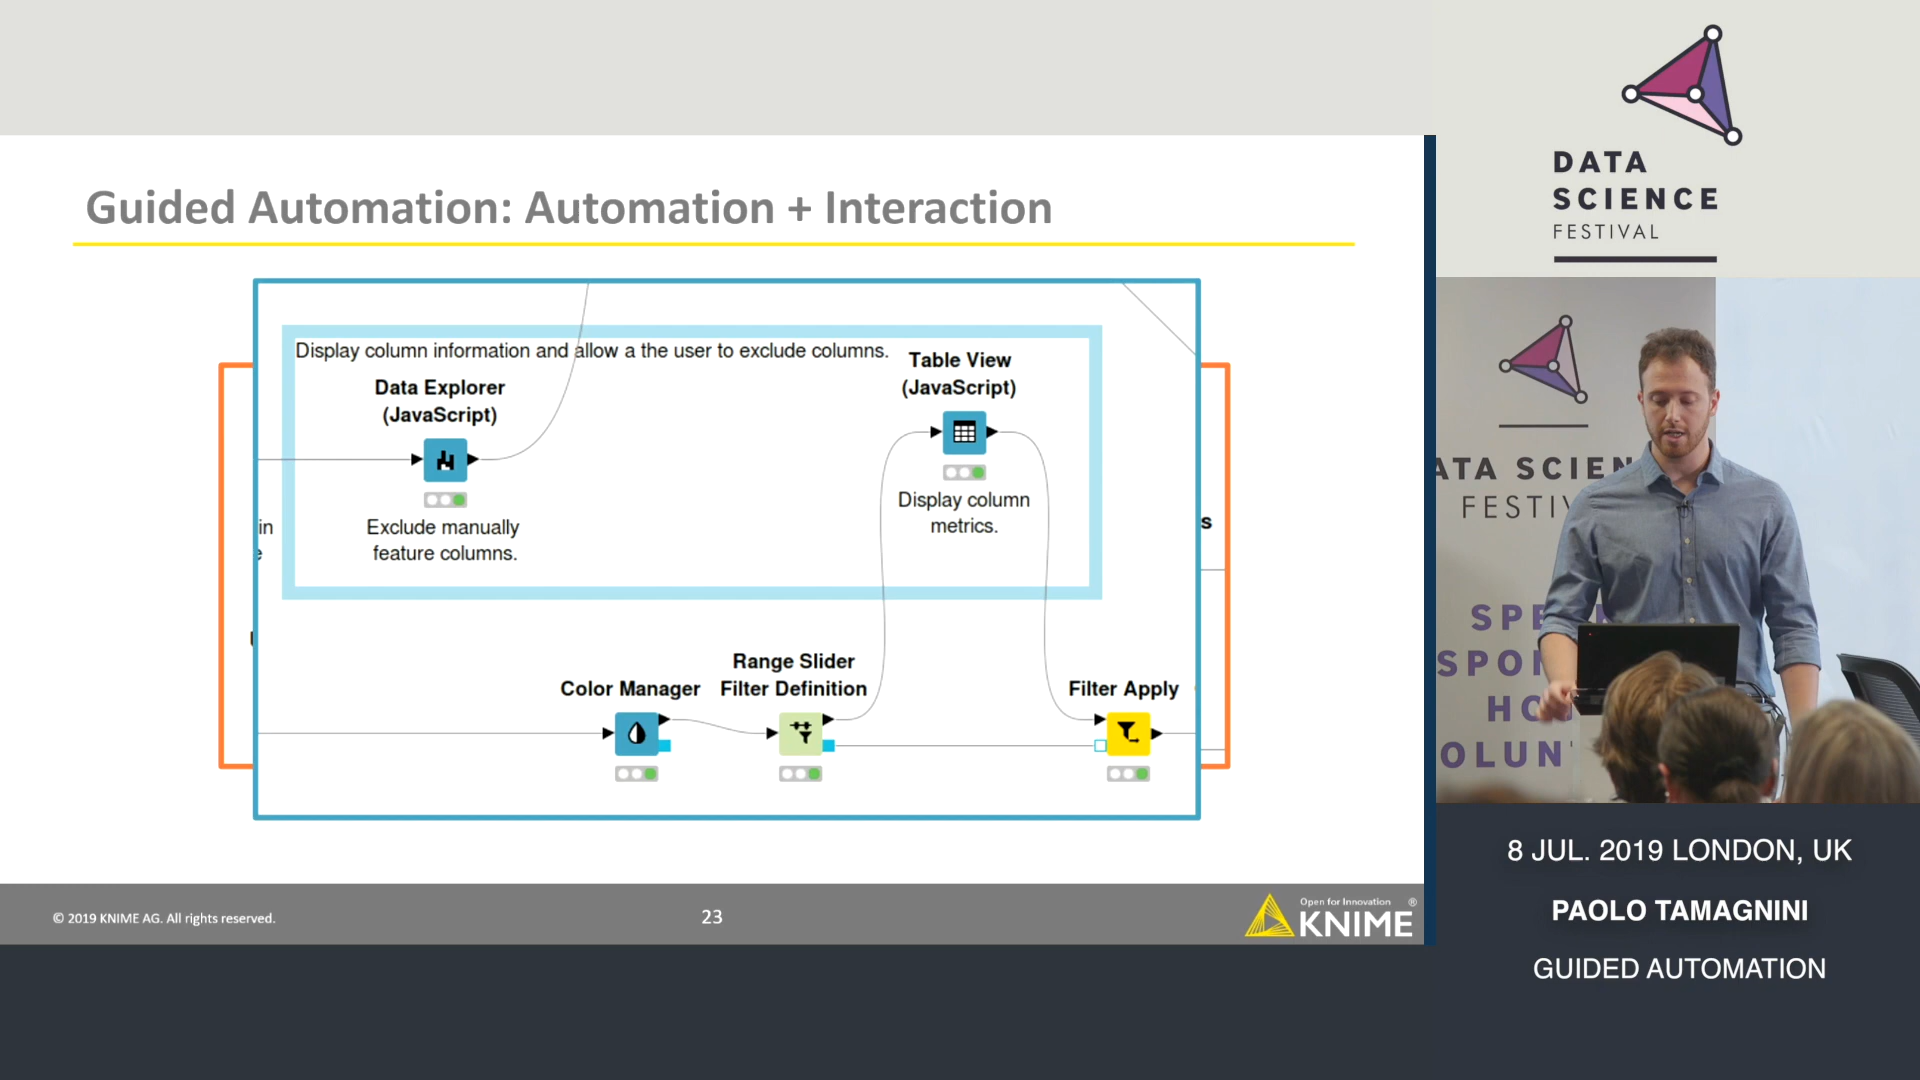 Guided Automation: Automation + Interaction
Display column information and allow a the user to exclude columns.
Data Explorer
(JavaScript)
Exclude manually
feature columns.
Table View
(JavaScript)
Display column
metrics.
in
e
s
Color Manager
Range Slider
Filter Definition
Filter Apply
© 2019 KNIME AG. All rights reserved.
23
Open for Innovation ®
KNIME
DATA
SCIENCE
FESTIVAL
ATA SCIEN
FESTIV
SPE
SPON
HO
OLUN
8 JUL. 2019 LONDON, UK
PAOLO TAMAGNINI
GUIDED AUTOMATION